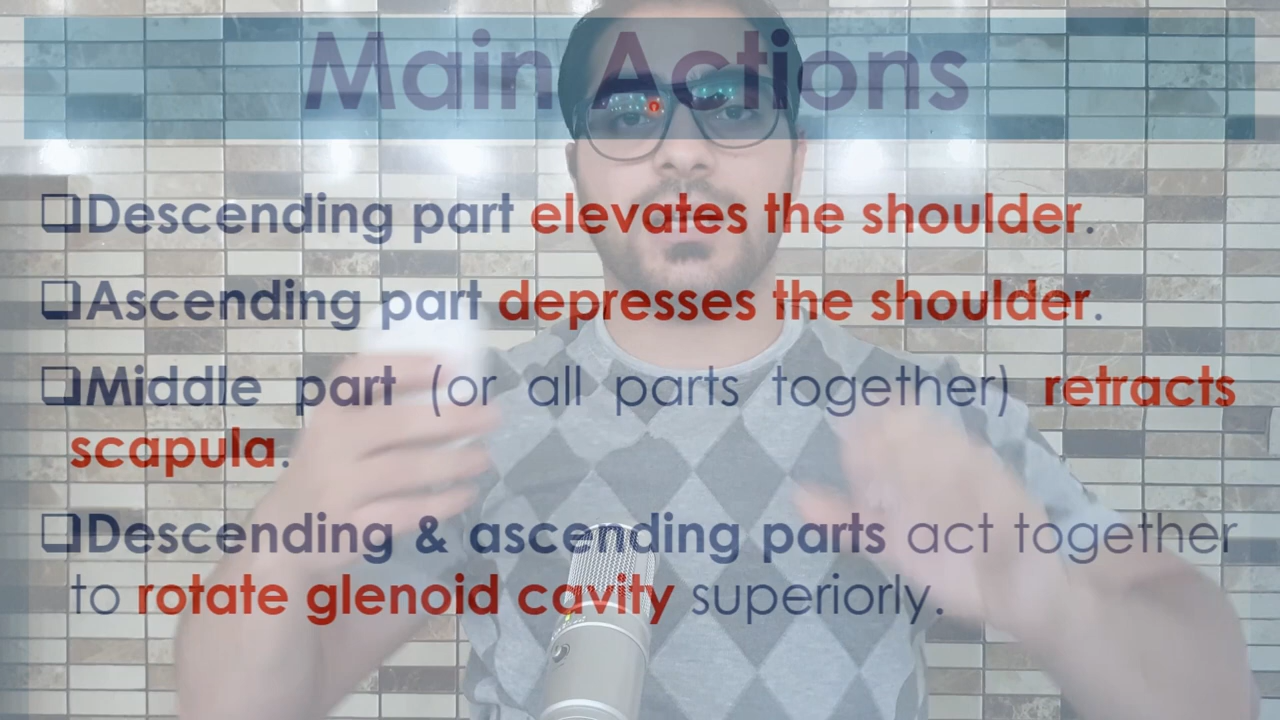 Main Actions
❑Descending part elevates the shoulder.
❑Ascending part depresses the shoulder.
❑Middle part (or all parts together) retracts
scapula.
❑Descending & ascending parts act together
to rotate glenoid cavity superiorly.